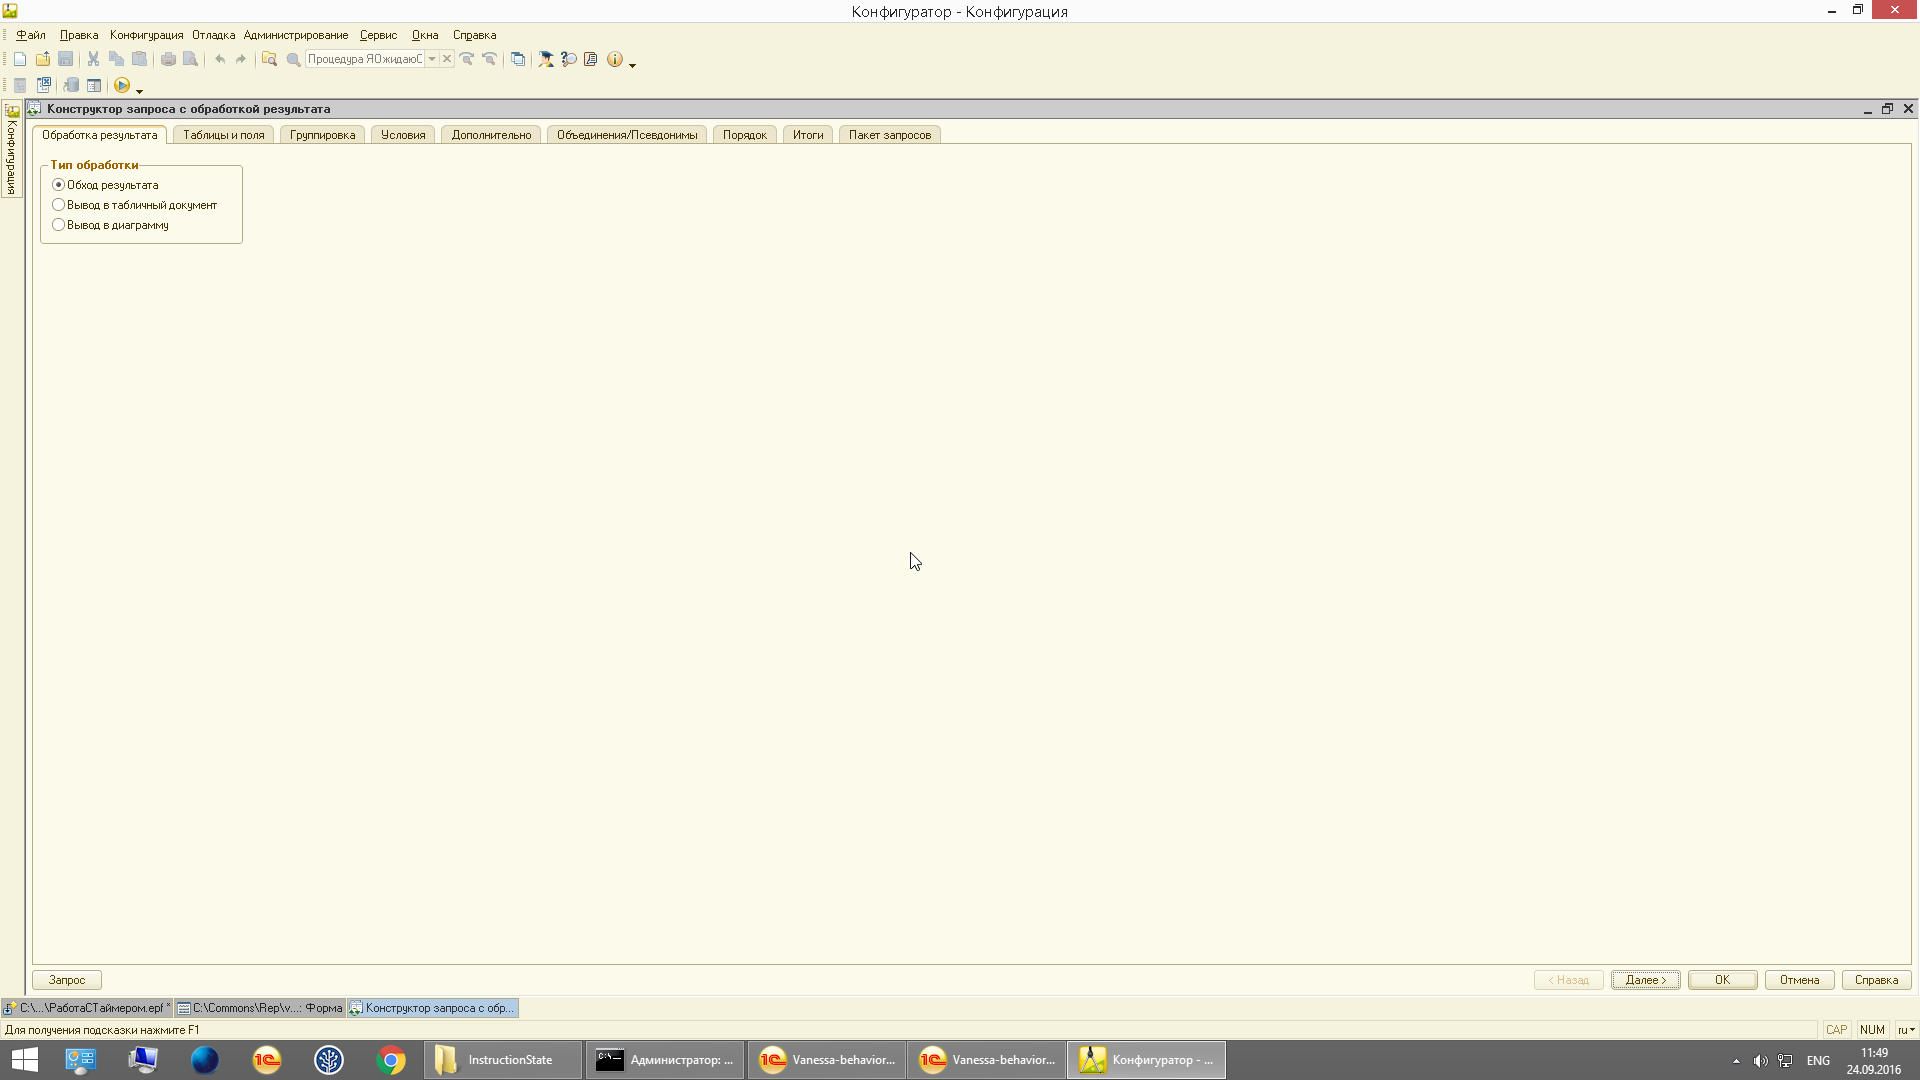 Конфигуратор - Конфигурация
Файл Правка Конфигурация Отладка Администрирование Сервис Окна Справка
Процедура ЯОжидаюС
Конфигурация
Конструктор запроса с обработкой результата
Обработка результата Таблицы и поля Группировка Условия Дополнительно Объединения/Псевдонимы Порядок Итоги Пакет запросов
Тип обработки
Обход результата
Вывод в табличный документ
Вывод в диаграмму
Запрос < Назад Далее > ОК Отмена Справка
C:\...\РаботаСТаймером.epf * C:\Commons\Rep\v...: Форма Конструктор запроса с обр...
Для получения подсказки нажмите F1 CAP NUM ru
InstructionState Администратор: ... Vanessa-behavior... Vanessa-behavior... Конфигуратор - ... ENG 11:49
24.09.2016